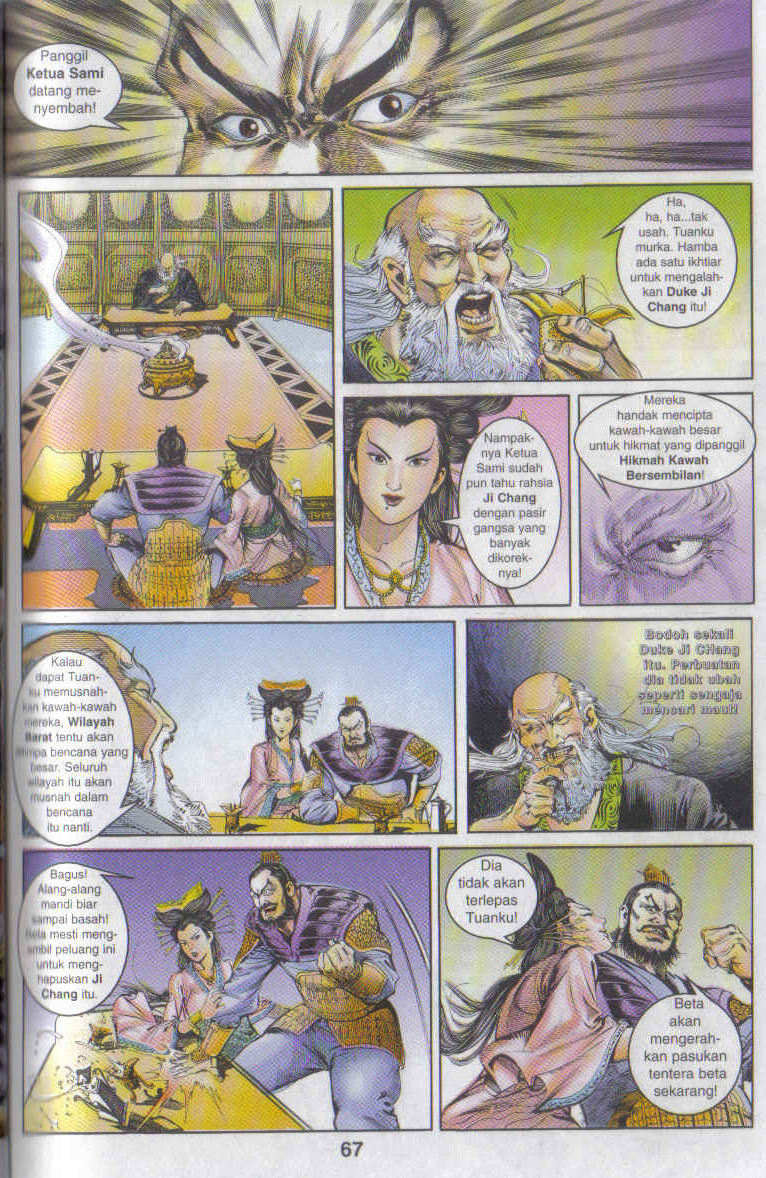 Panggil
Ketua Sami
datang me-
nyembah!
Ha,
ha, ha...tak
usah. Tuanku
murka. Hamba
ada satu ikhtiar
untuk mengalah-
kan Duke Ji
Chang itu!
Nampak-
nya Ketua
Sami sudah
pun tahu rahsia
Ji Chang
dengan pasir
gangsa yang
banyak
dikorek-
nya!
Mereka
handak mencipta
kawah-kawah besar
untuk hikmat yang dipanggil
Hikmah Kawah
Bersembilan!
Kalau
dapat Tuan-
ku memusnah-
kan kawah-kawah
mereka, Wilayah
Barat tentu akan
bencana yang
besar. Seluruh
wilayah itu akan
musnah dalam
bencana
itu nanti.
Bodoh sekali
Duke Ji CHang
itu. Perbuatan
dia tidak ubah
seperti sengaja
mencari maut!
Bagus!
Alang-alang
mandi biar
sampai basah!
mesti meng-
ambil peluang ini
untuk meng-
hapuskan Ji
Chang itu.
Dia
tidak akan
terlepas
Tuanku!
Beta
akan
mengerah-
kan pasukan
tentera beta
sekarang!
67